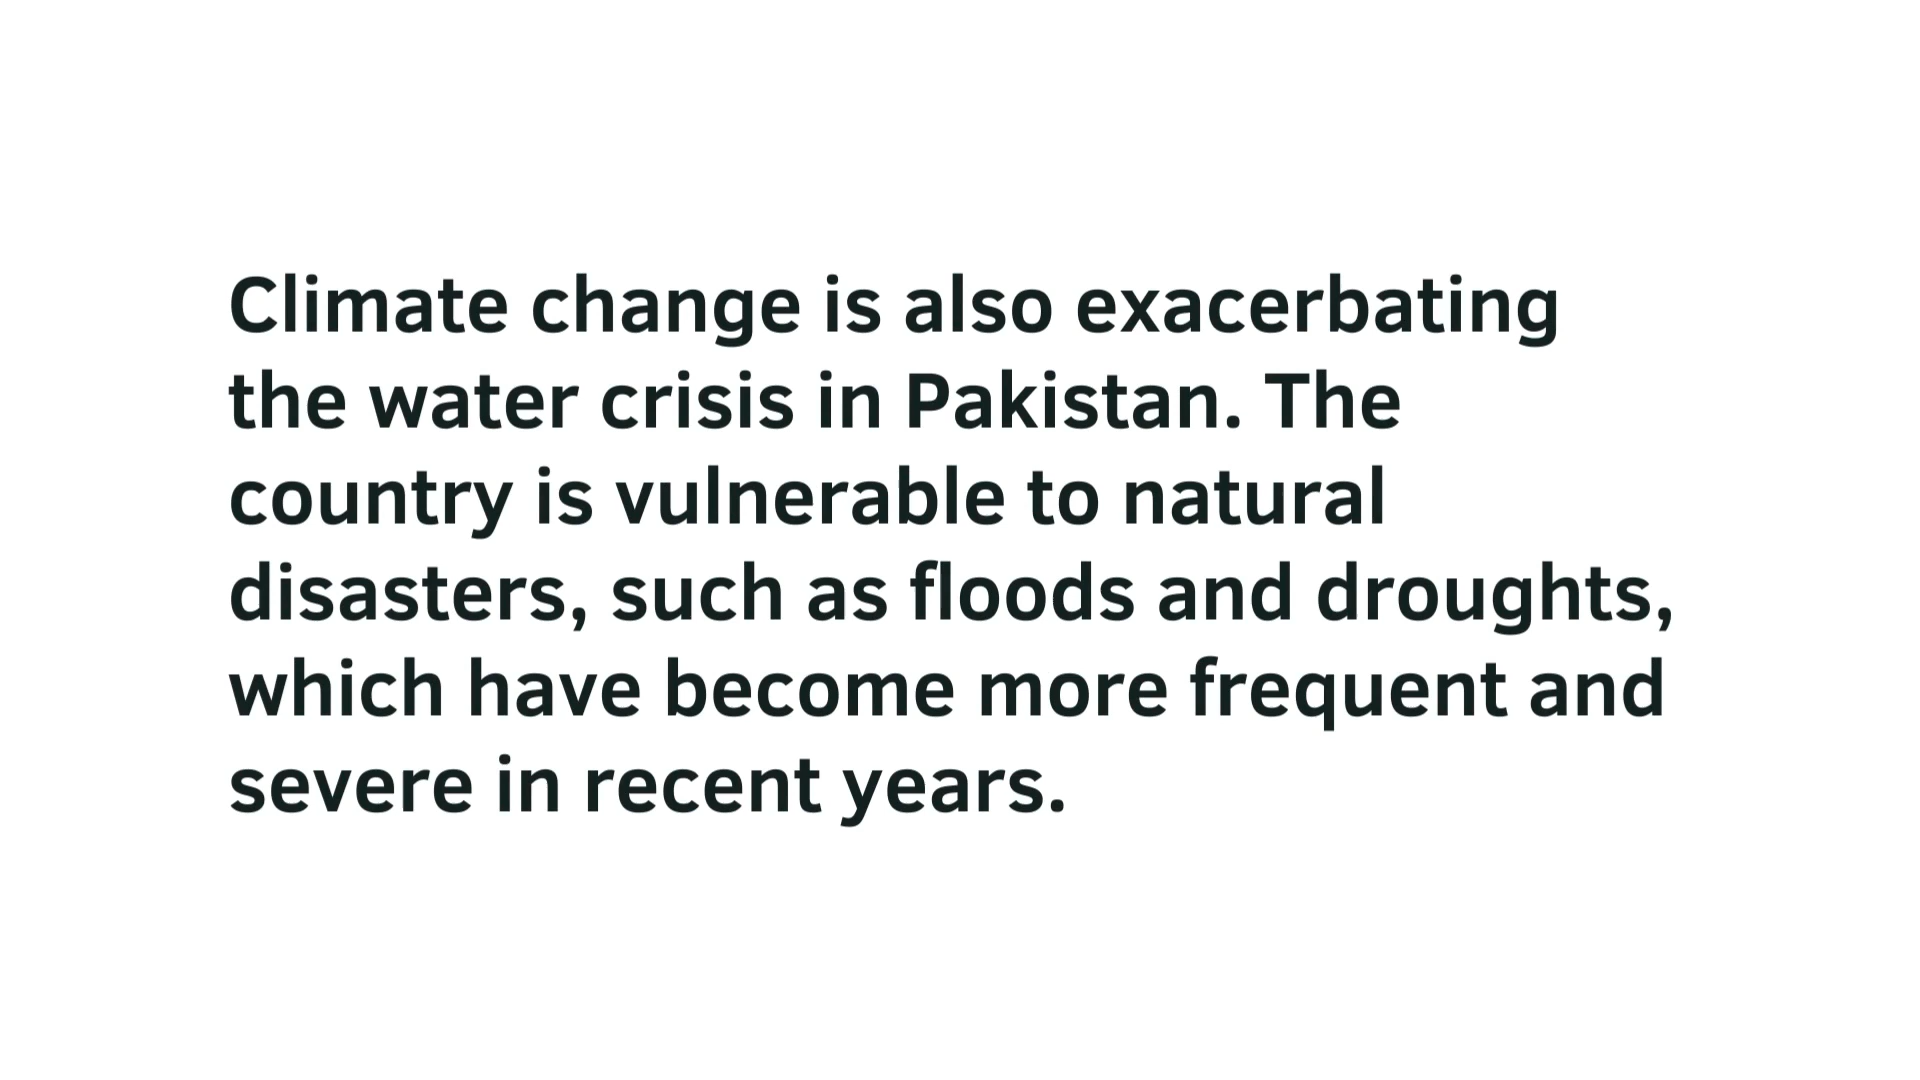 Climate change is also exacerbating
the water crisis in Pakistan. The
country is vulnerable to natural
disasters, such as floods and droughts,
which have become more frequent and
severe in recent years.